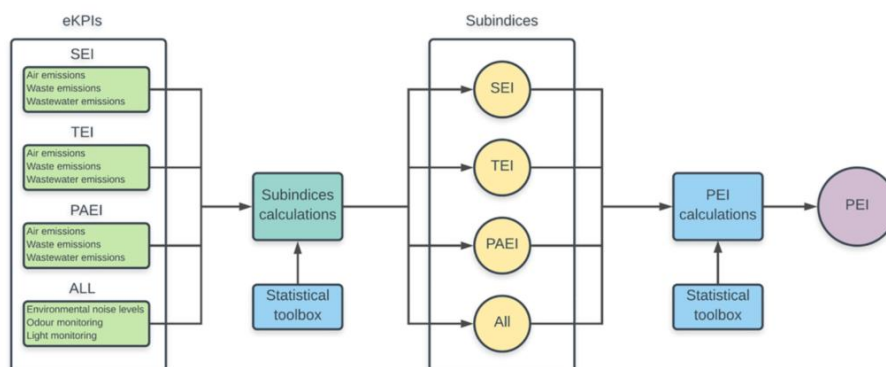 eKPIs
SEI
Air emissions
Waste emissions
Wastewater emissions
TEI
Air emissions
Waste emissions
Wastewater emissions
PAEI
Air emissions
Waste emissions
Wastewater emissions
ALL
Environmental noise levels
Odour monitoring
Light monitoring
Subindices
calculations
Statistical
toolbox
Subindices
SEI
TEI
PAEI
All
PEI
calculations
Statistical
toolbox
PEI